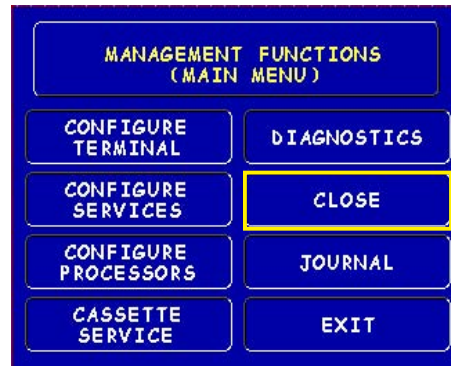 MANAGEMENT FUNCTIONS
(MAIN MENU)
CONFIGURE
TERMINAL
DIAGNOSTICS
CONFIGURE
SERVICES
CLOSE
CONFIGURE
PROCESSORS
JOURNAL
CASSETTE
SERVICE
EXIT